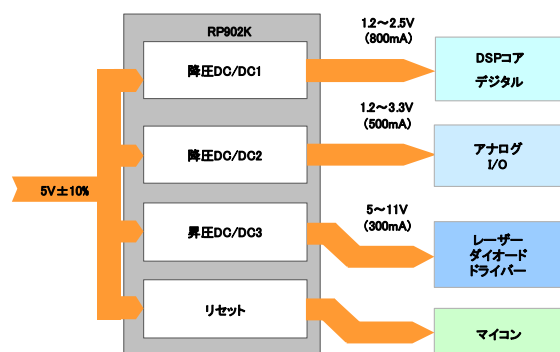 RP902K
5V±10%
降圧DC/DC1
1.2～2.5V
(800mA)
DSPコア
デジタル
降圧DC/DC2
1.2～3.3V
(500mA)
アナログ
I/O
昇圧DC/DC3
5～11V
(300mA)
レーザー
ダイオード
ドライバー
リセット
マイコン